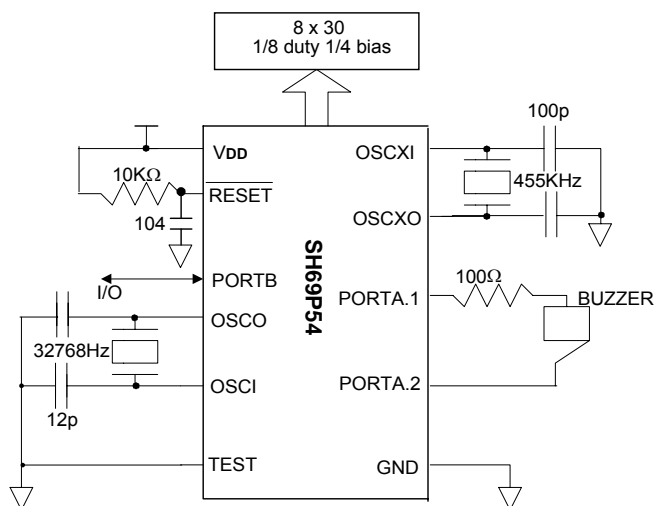 8 x 30
1/8 duty 1/4 bias
100p
VDD
OSCXI
10KΩ
RESET
455KHz
104
OSCXO
SH69P54
I/O
PORTB
100Ω
PORTA.1
BUZZER
OSCO
32768Hz
OSCI
PORTA.2
12p
TEST
GND